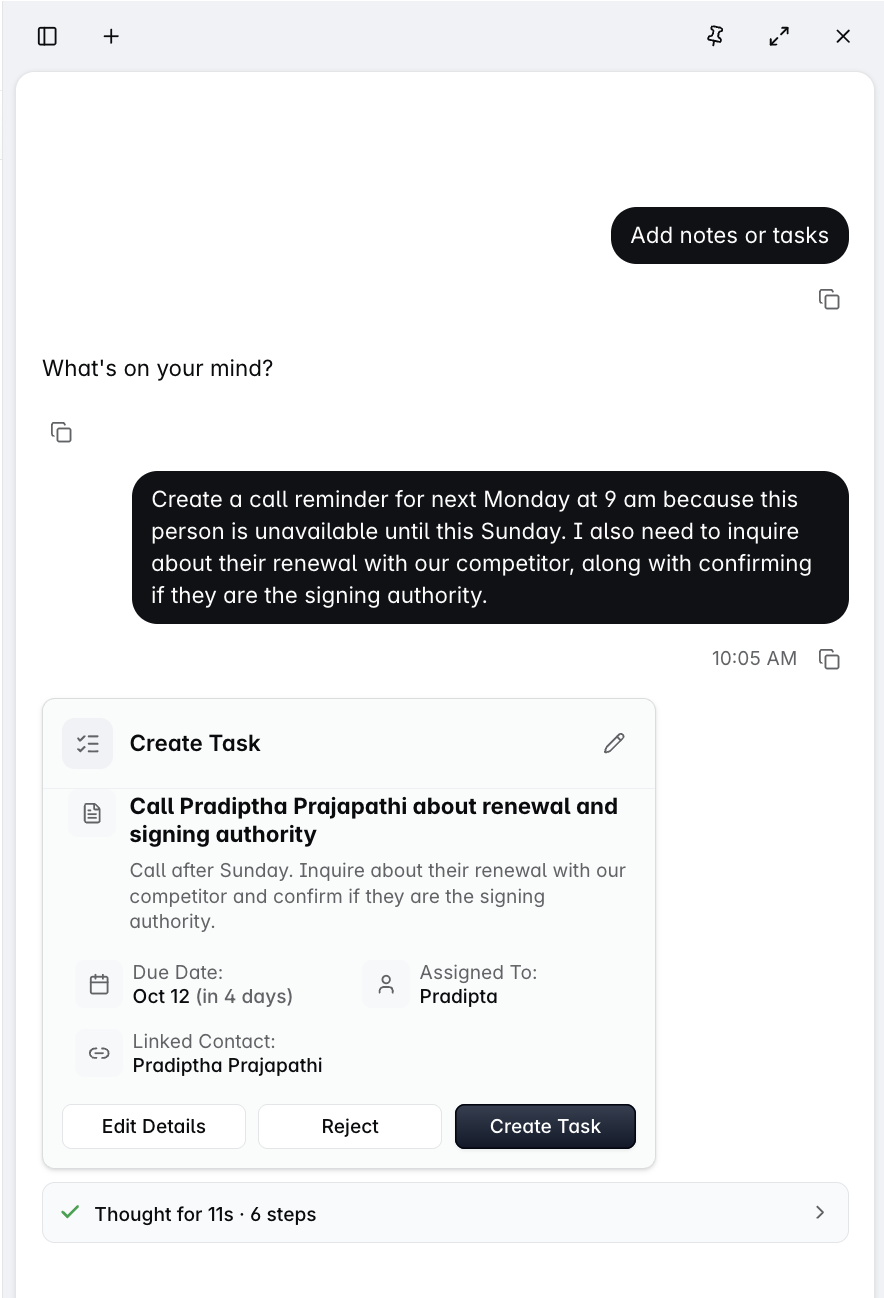 Add notes or tasks
What's on your mind?
Create a call reminder for next Monday at 9 am because this
person is unavailable until this Sunday. I also need to inquire
about their renewal with our competitor, along with confirming
if they are the signing authority.
10:05 AM
Create Task
Call Pradiptha Prajapathi about renewal and
signing authority
Call after Sunday. Inquire about their renewal with our
competitor and confirm if they are the signing
authority.
Due Date:
Oct 12 (in 4 days)
Assigned To:
Pradipta
Linked Contact:
Pradiptha Prajapathi
Edit Details
Reject
Create Task
Thought for 11s · 6 steps